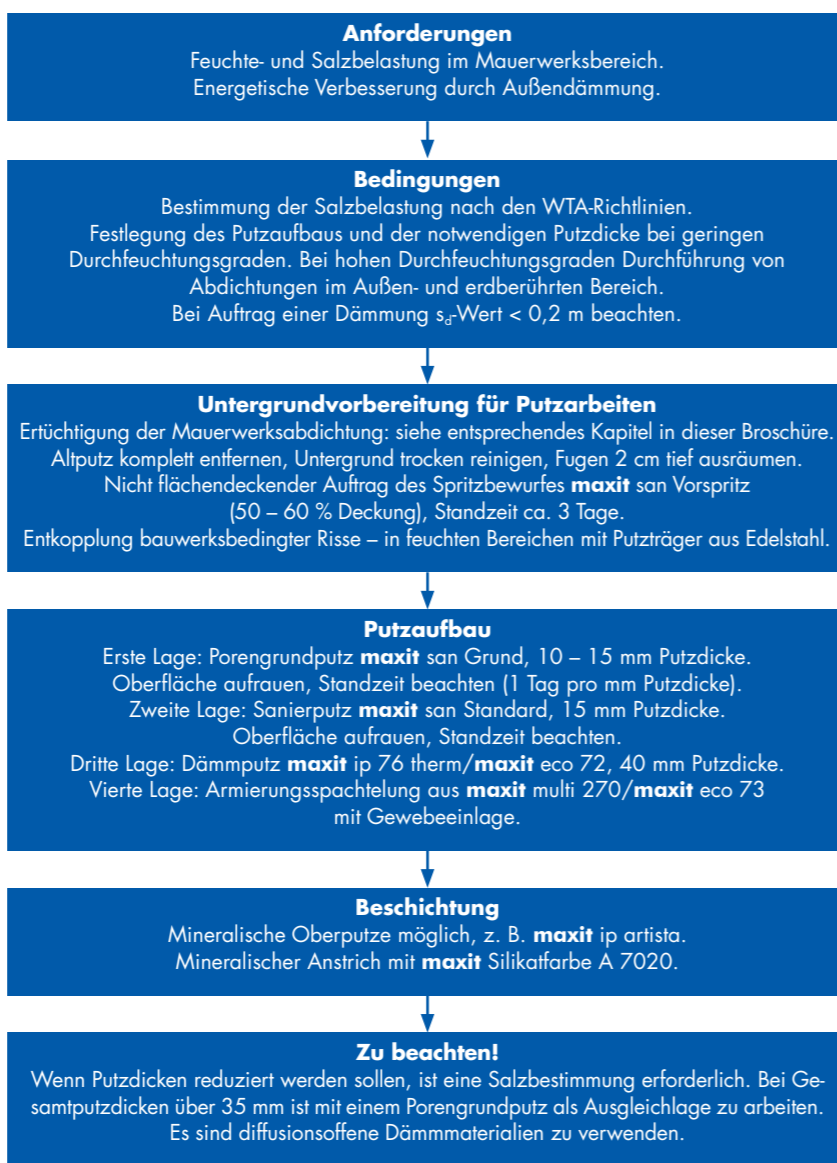 Anforderungen
Feuchte- und Salzbelastung im Mauerwerksbereich.
Energetische Verbesserung durch Außendämmung.
Bedingungen
Bestimmung der Salzbelastung nach den WTA-Richtlinien.
Festlegung des Putzaufbaus und der notwendigen Putzdicke bei geringen
Durchfeuchtungsgraden. Bei hohen Durchfeuchtungsgraden Durchführung von
Abdichtungen im Außen- und erdberührten Bereich.
Bei Auftrag einer Dämmung sd-Wert < 0,2 m beachten.
Untergrundvorbereitung für Putzarbeiten
Ertüchtigung der Mauerwerksabdichtung: siehe entsprechendes Kapitel in dieser Broschüre.
Altputz komplett entfernen, Untergrund trocken reinigen, Fugen 2 cm tief ausräumen.
Nicht flächendeckender Auftrag des Spritzbewurfes maxit san Vorspritz
(50 – 60 % Deckung), Standzeit ca. 3 Tage.
Entkopplung bauwerksbedingter Risse – in feuchten Bereichen mit Putzträger aus Edelstahl.
Putzaufbau
Erste Lage: Porengrundputz maxit san Grund, 10 – 15 mm Putzdicke.
Oberfläche aufrauen, Standzeit beachten (1 Tag pro mm Putzdicke).
Zweite Lage: Sanierputz maxit san Standard, 15 mm Putzdicke.
Oberfläche aufrauen, Standzeit beachten.
Dritte Lage: Dämmputz maxit ip 76 therm/maxit eco 72, 40 mm Putzdicke.
Vierte Lage: Armierungsspachtelung aus maxit multi 270/maxit eco 73
mit Gewebeeinlage.
Beschichtung
Mineralische Oberputze möglich, z. B. maxit ip artista.
Mineralischer Anstrich mit maxit Silikatfarbe A 7020.
Zu beachten!
Wenn Putzdicken reduziert werden sollen, ist eine Salzbestimmung erforderlich. Bei Ge-
samtputzdicken über 35 mm ist mit einem Porengrundputz als Ausgleichlage zu arbeiten.
Es sind diffusionsoffene Dämmmaterialien zu verwenden.